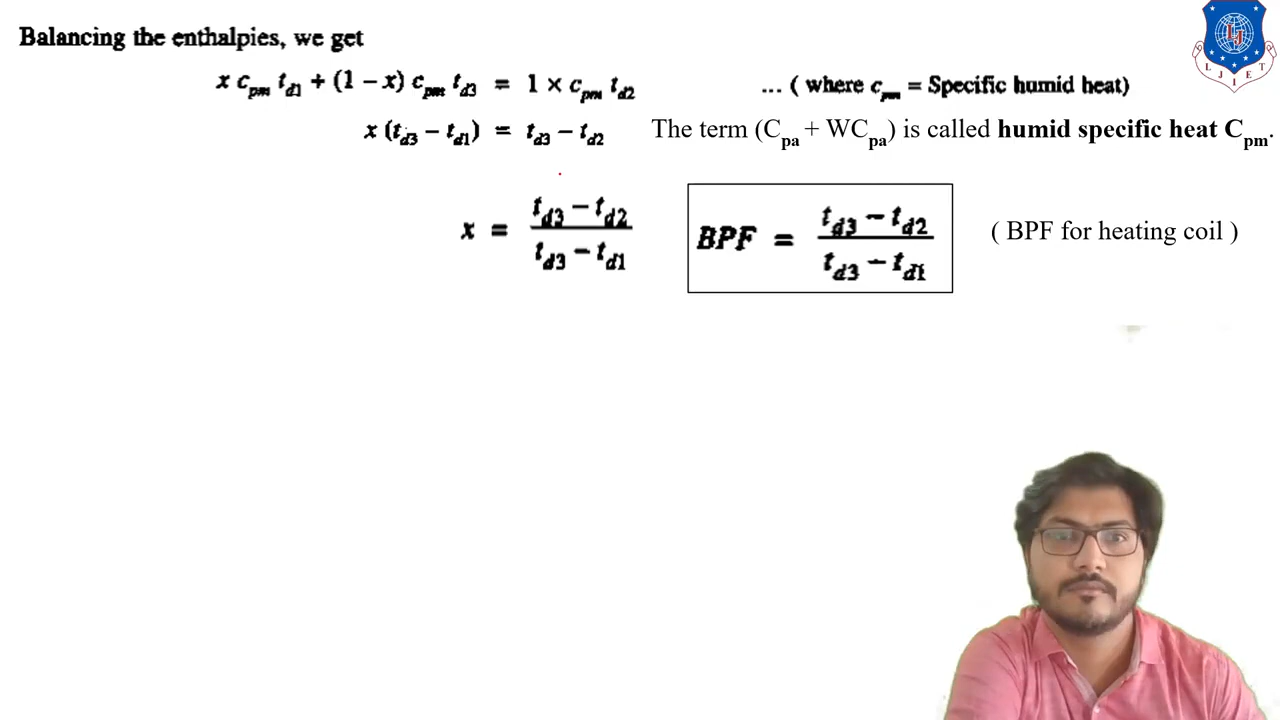 Balancing the enthalpies, we get
x c_pm t_d1 + (1 – x) c_pm t_d3 = 1 × c_pm t_d2 ... ( where c_pm = Specific humid heat)
x (t_d3 – t_d1) = t_d3 – t_d2 The term (C_pa + WC_pa) is called humid specific heat C_pm.
x = (t_d3 – t_d2) / (t_d3 – t_d1) BPF = (t_d3 – t_d2) / (t_d3 – t_d1) ( BPF for heating coil )
LJ
LJIET